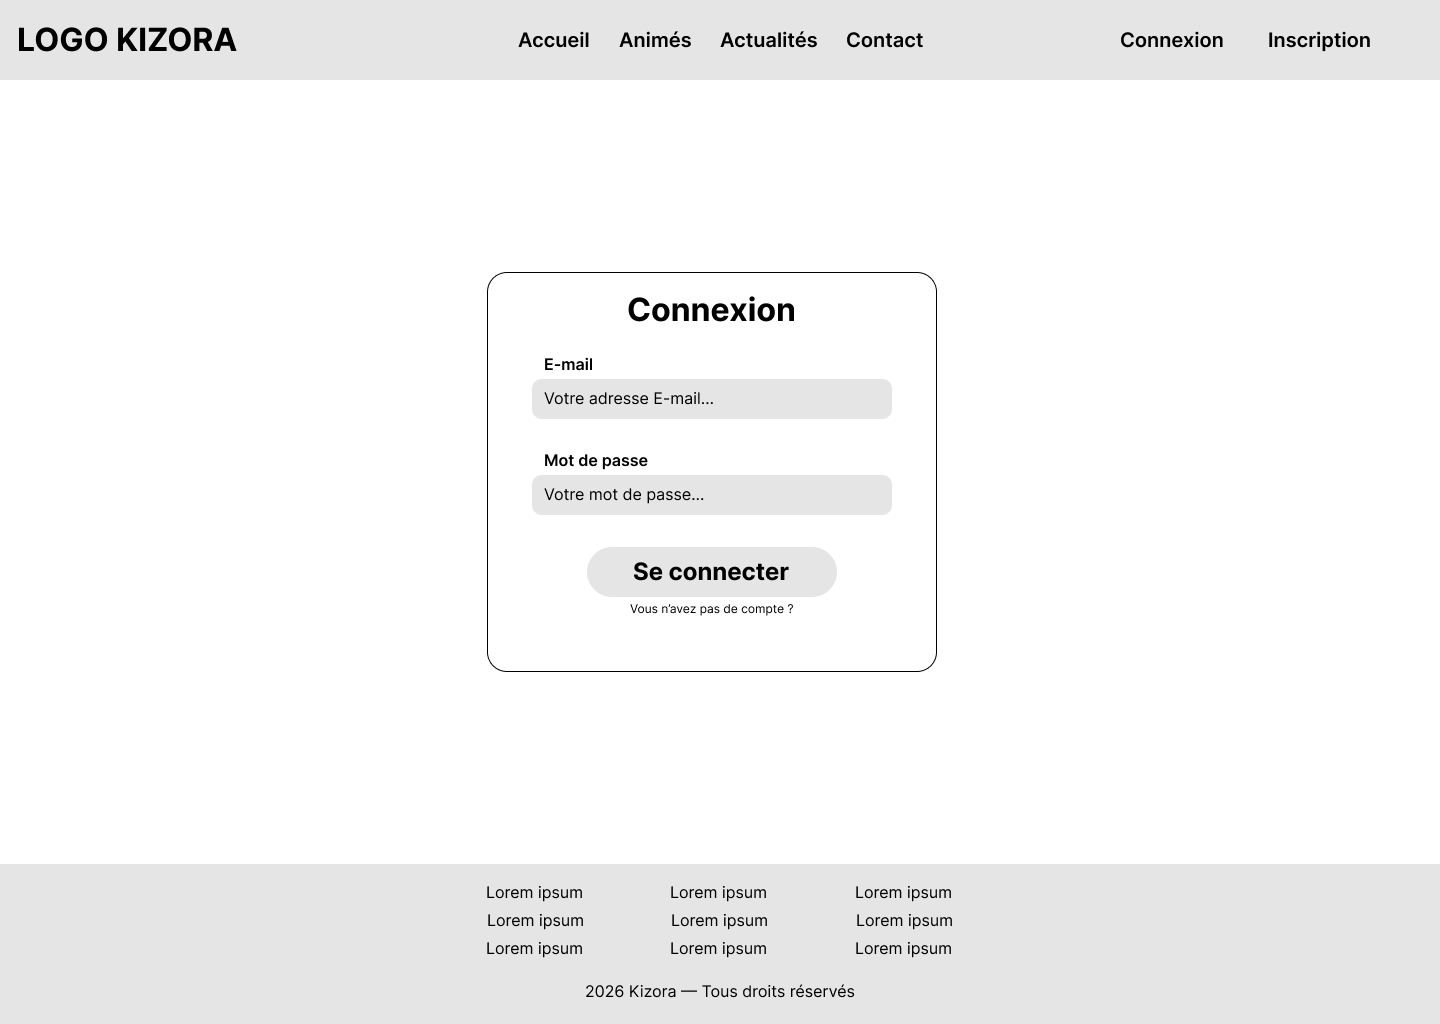 LOGO KIZORA
Accueil Animés Actualités Contact
Connexion Inscription
Connexion
E-mail
Votre adresse E-mail...
Mot de passe
Votre mot de passe...
Se connecter
Vous n’avez pas de compte ?
Lorem ipsum Lorem ipsum Lorem ipsum
Lorem ipsum Lorem ipsum Lorem ipsum
Lorem ipsum Lorem ipsum Lorem ipsum
2026 Kizora — Tous droits réservés